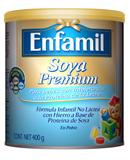 Enfamil
Soya
Premium
Fórmula Infantil No Láctea
con Hierro a Base de
Proteína de Soya
En Polvo
CONT. NET. 400 g